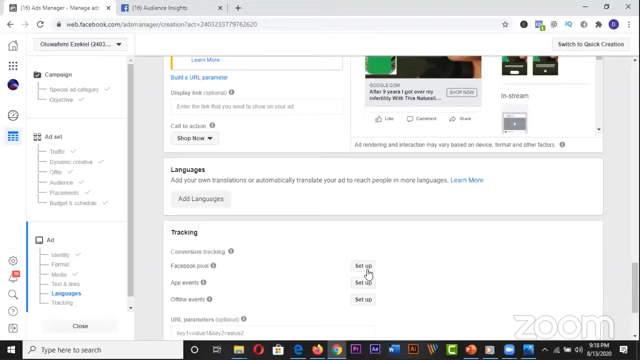 (16) Ads Manager - Manage ads
(16) Audience Insights
web.facebook.com/adsmanager/creation?act=2403233779762620
Oluwafemi Ezekiel (2403...
Switch to Quick Creation
Campaign
Special ad category
Objective
Ad set
Traffic
Dynamic creative
Offer
Audience
Placements
Budget & schedule
Ad
Identity
Format
Media
Text & links
Languages
Tracking
Close
Learn More
Build a URL parameter
Display link (optional)
Enter the link that you want to show on your ad
Call to action
Shop Now
GOOGLE.COM
After 9 years I got over my
infertility With This Natural...
SHOP NOW
Like
Comment
Share
In-stream
Ad rendering and interaction may vary based on device, format and other factors.
Languages
Add your own translations or automatically translate your ad to reach people in more languages. Learn More
Add Languages
Tracking
Conversion tracking
Facebook pixel
Set up
App events
Set up
Offline events
Set up
URL parameters (optional)
key1=value1&key2=value2
zoom
Type here to search
9:18 PM
8/13/2020